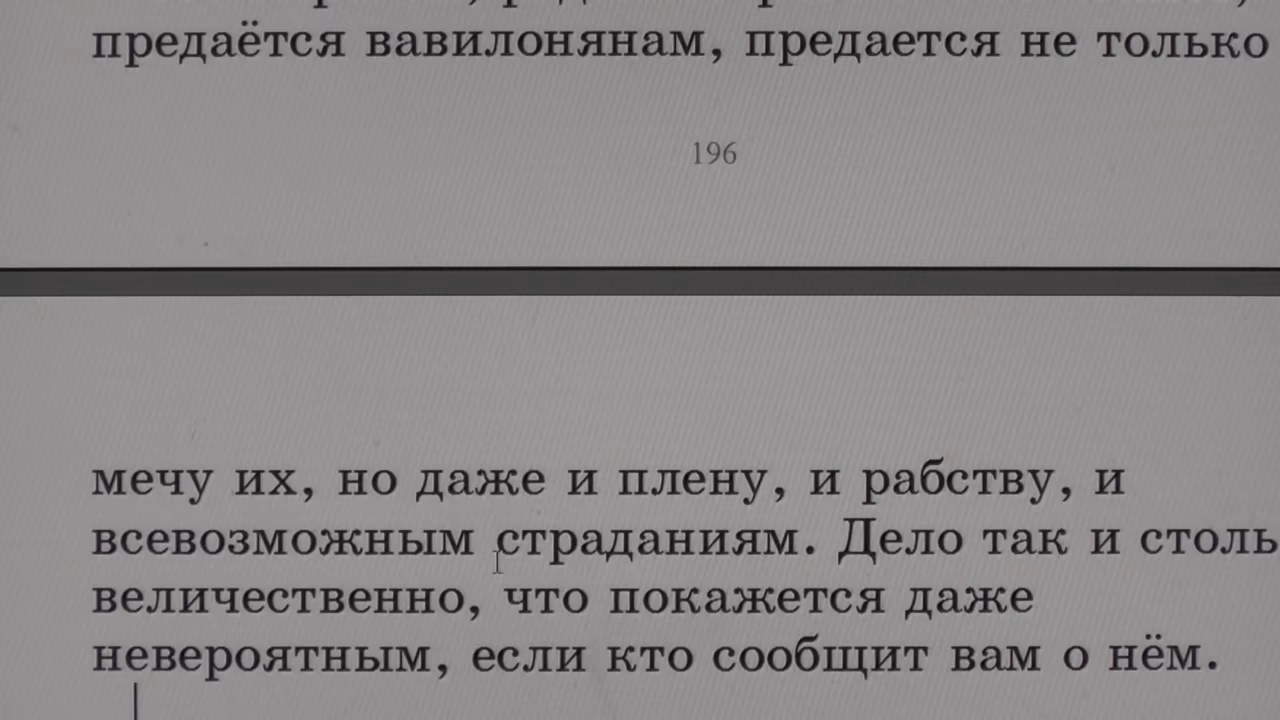 предаётся вавилонянам, предается не только
196
мечу их, но даже и плену, и рабству, и
всевозможным страданиям. Дело так и столь
величественно, что покажется даже
невероятным, если кто сообщит вам о нём.